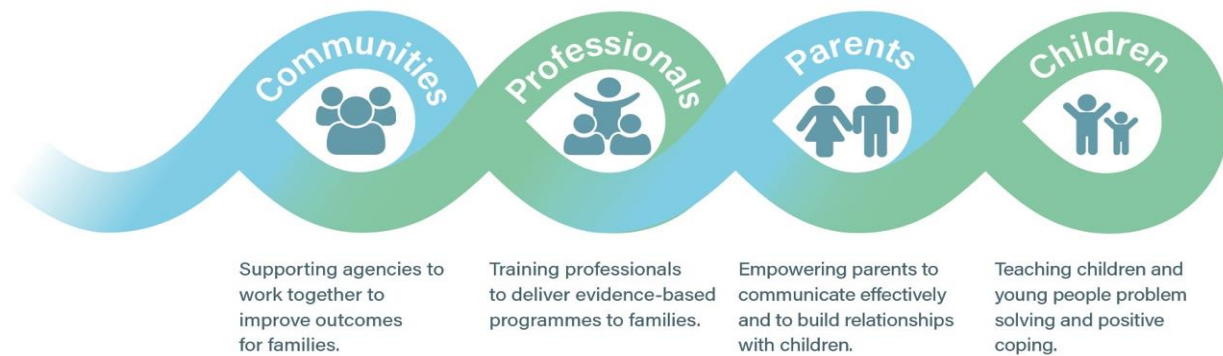 Communities
Professionals
Parents
Children
Supporting agencies to
work together to
improve outcomes
for families.
Training professionals
to deliver evidence-based
programmes to families.
Empowering parents to
communicate effectively
and to build relationships
with children.
Teaching children and
young people problem
solving and positive
coping.